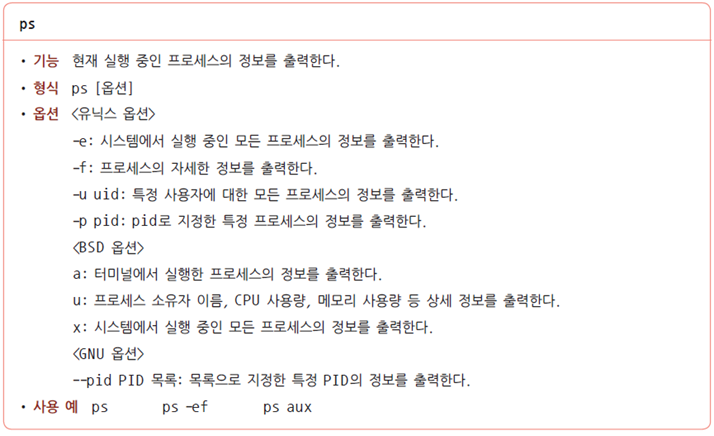 ps
• 기능 현재 실행 중인 프로세스의 정보를 출력한다.
• 형식 ps [옵션]
• 옵션 <유닉스 옵션>
-e: 시스템에서 실행 중인 모든 프로세스의 정보를 출력한다.
-f: 프로세스의 자세한 정보를 출력한다.
-u uid: 특정 사용자에 대한 모든 프로세스의 정보를 출력한다.
-p pid: pid로 지정한 특정 프로세스의 정보를 출력한다.
<BSD 옵션>
a: 터미널에서 실행한 프로세스의 정보를 출력한다.
u: 프로세스 소유자 이름, CPU 사용량, 메모리 사용량 등 상세 정보를 출력한다.
x: 시스템에서 실행 중인 모든 프로세스의 정보를 출력한다.
<GNU 옵션>
--pid PID 목록: 목록으로 지정한 특정 PID의 정보를 출력한다.
• 사용 예 ps ps -ef ps aux